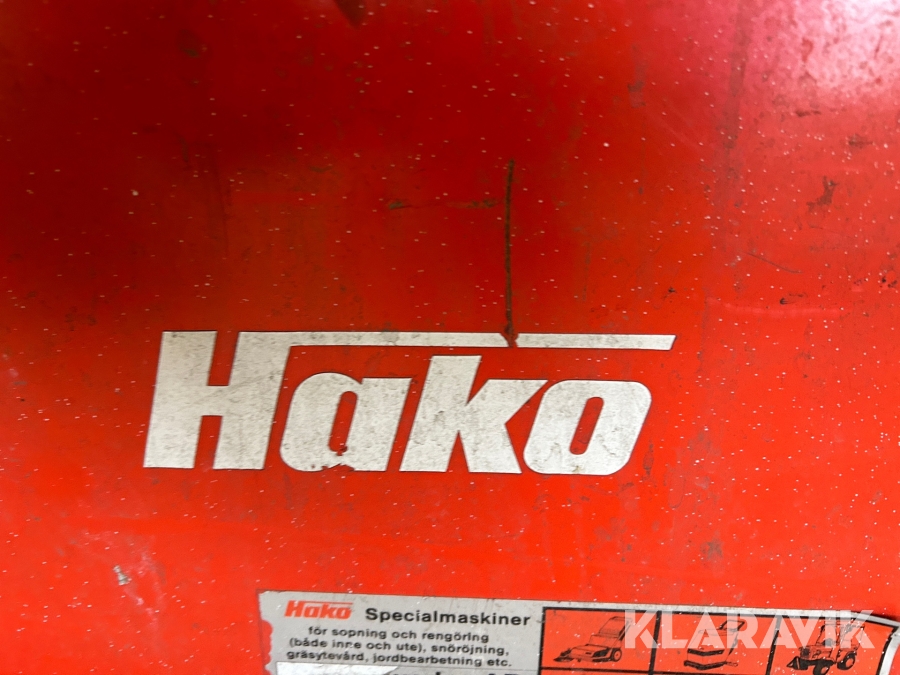 Hako
Hako Specialmaskiner
för sopning och rengöring
(både inne och ute), snöröjning,
gräsytevård, jordbearbetning etc.
KLARAVIK